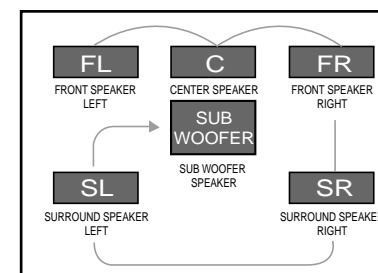 FL
C
FR
FRONT SPEAKER
LEFT
CENTER SPEAKER
FRONT SPEAKER
RIGHT
SUB
WOOFER
SUB WOOFER
SPEAKER
SL
SR
SURROUND SPEAKER
LEFT
SURROUND SPEAKE
RIGHT